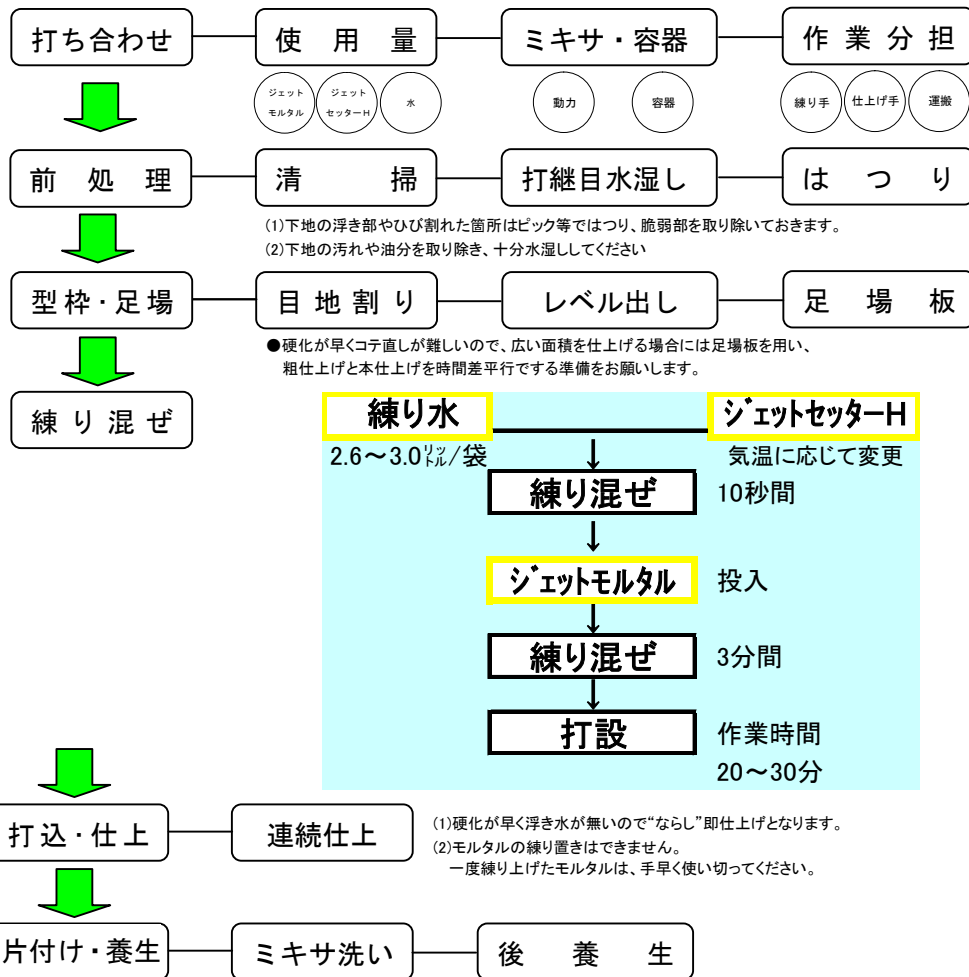 打ち合わせ
使用量
ミキサ・容器
作業分担
ジェット
モルタル
ジェット
セッターH
水
動力
容器
練り手
仕上げ手
運搬
前処理
清掃
打継目水湿し
はつり
(1)下地の浮き部やひび割れた箇所はピック等ではつり、脆弱部を取り除いておきます。
(2)下地の汚れや油分を取り除き、十分水湿ししてください
型枠・足場
目地割り
レベル出し
足場板
●硬化が早くコテ直しが難しいので、広い面積を仕上げる場合には足場板を用い、
粗仕上げと本仕上げを時間差平行でする準備をお願いします。
練り混ぜ
練り水
ジェットセッターH
2.6～3.0㍑/袋
気温に応じて変更
練り混ぜ
10秒間
ジェットモルタル
投入
練り混ぜ
3分間
打設
作業時間
20～30分
打込・仕上
連続仕上
(1)硬化が早く浮き水が無いので“ならし”即仕上げとなります。
(2)モルタルの練り置きはできません。
一度練り上げたモルタルは、手早く使い切ってください。
片付け・養生
ミキサ洗い
後養生